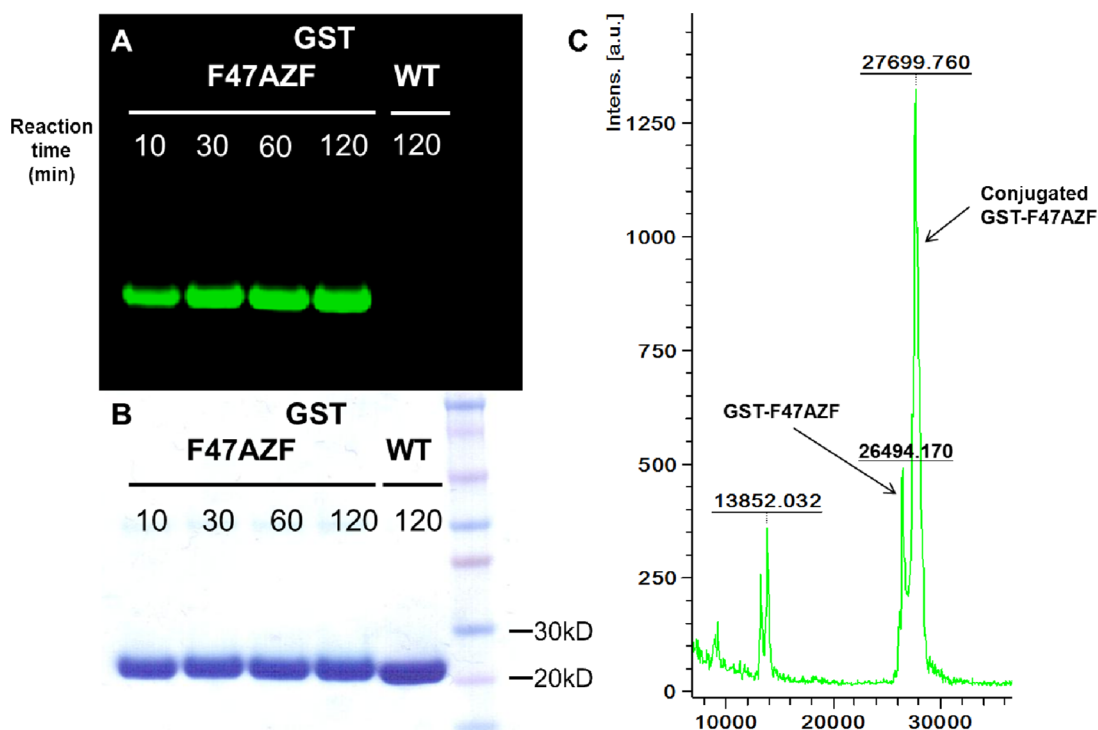 A
GST
F47AZF
WT
Reaction
time
(min)
10
30
60
120
120
B
GST
F47AZF
WT
10
30
60
120
120
30kD
20kD
C
Intens. [a.u.]
1250
1000
750
500
250
0
10000
20000
30000
27699.760
Conjugated
GST-F47AZF
GST-F47AZF
26494.170
13852.032